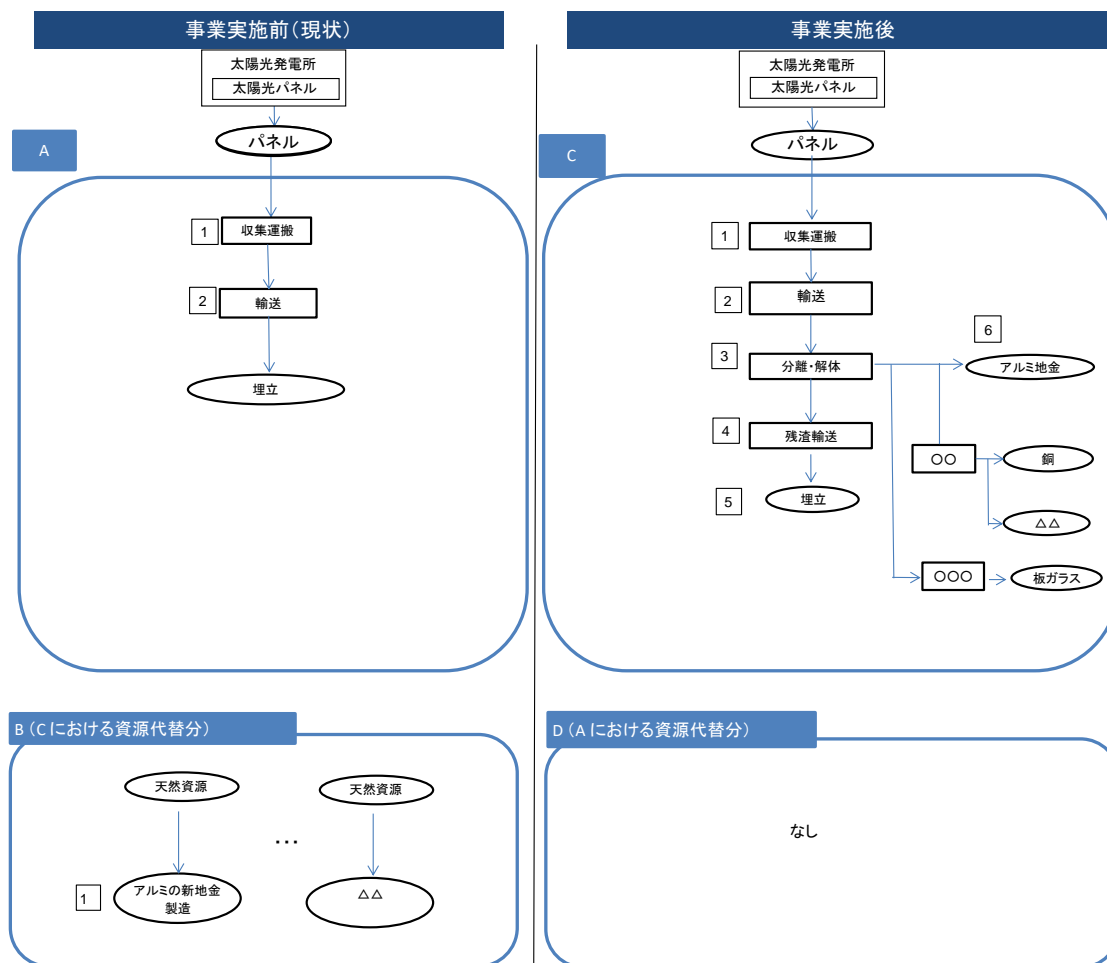 事業実施前(現状)
太陽光発電所
太陽光パネル
パネル
A
1
収集運搬
2
輸送
埋立
B (C における資源代替分)
天然資源
天然資源
…
1
アルミの新地金
製造
△△
事業実施後
太陽光発電所
太陽光パネル
パネル
C
1
収集運搬
2
輸送
3
分離・解体
6
アルミ地金
4
残渣輸送
○○
銅
5
埋立
△△
○○○
板ガラス
D (A における資源代替分)
なし